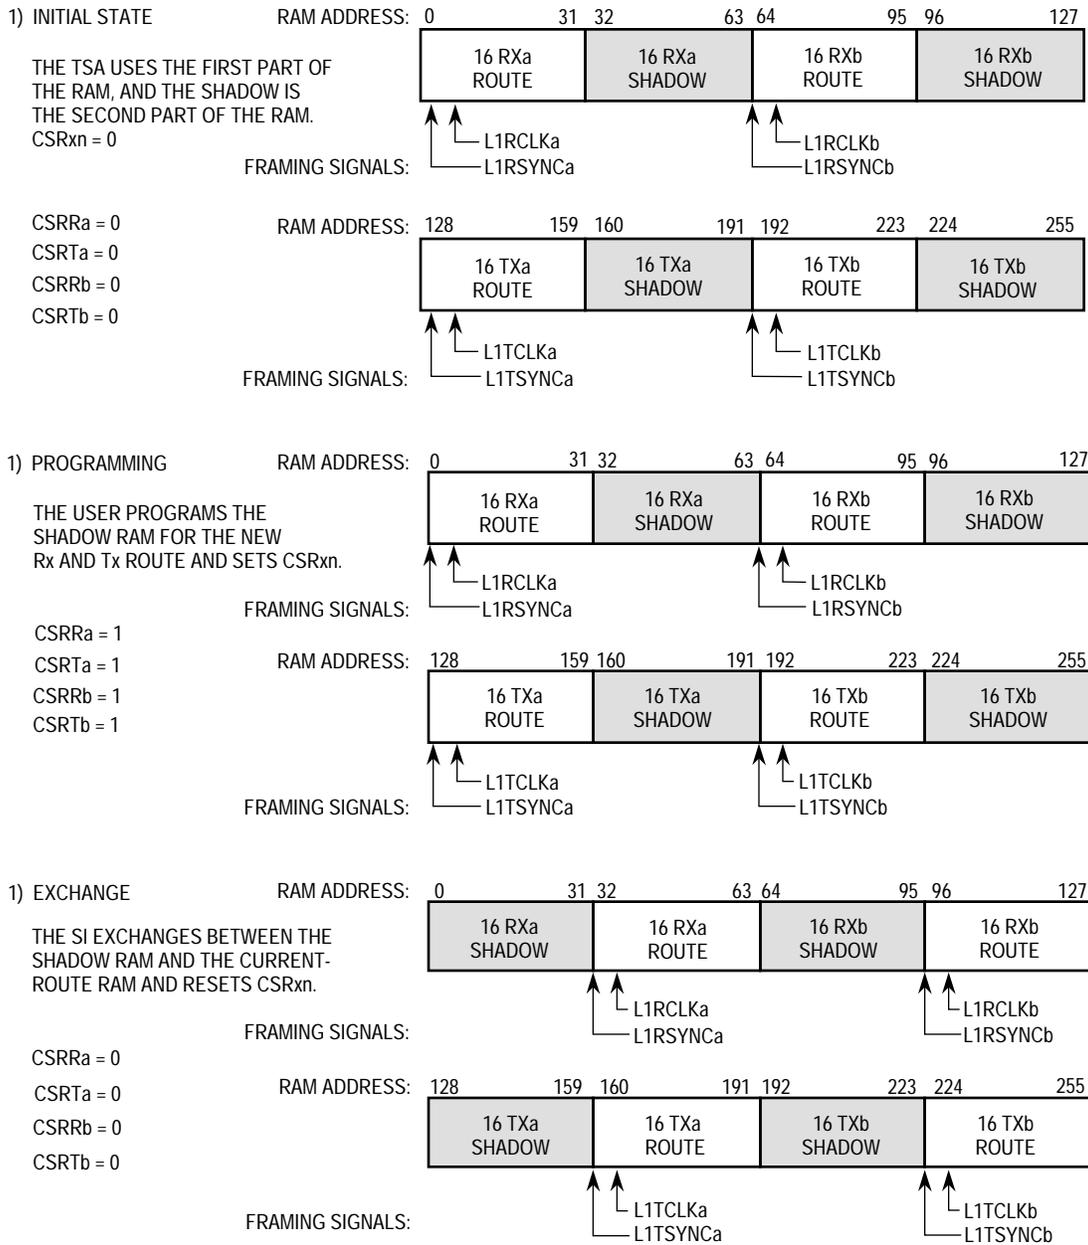 1) INITIAL STATE
RAM ADDRESS: 0 31 32 63 64 95 96 127
THE TSA USES THE FIRST PART OF
THE RAM, AND THE SHADOW IS
THE SECOND PART OF THE RAM.
CSRxn = 0
16 RXa
ROUTE
16 RXa
SHADOW
16 RXb
ROUTE
16 RXb
SHADOW
L1RCLKa
L1RCLKb
FRAMING SIGNALS: L1RSYNCa L1RSYNCb
CSRRa = 0
CSRTa = 0
CSRRb = 0
CSRTb = 0
RAM ADDRESS: 128 159 160 191 192 223 224 255
16 TXa
ROUTE
16 TXa
SHADOW
16 TXb
ROUTE
16 TXb
SHADOW
L1TCLKa
L1TCLKb
FRAMING SIGNALS: L1TSYNCa L1TSYNCb
1) PROGRAMMING
RAM ADDRESS: 0 31 32 63 64 95 96 127
THE USER PROGRAMS THE
SHADOW RAM FOR THE NEW
Rx AND Tx ROUTE AND SETS CSRxn.
16 RXa
ROUTE
16 RXa
SHADOW
16 RXb
ROUTE
16 RXb
SHADOW
L1RCLKa
L1RCLKb
FRAMING SIGNALS: L1RSYNCa L1RSYNCb
CSRRa = 1
CSRTa = 1
CSRRb = 1
CSRTb = 1
RAM ADDRESS: 128 159 160 191 192 223 224 255
16 TXa
ROUTE
16 TXa
SHADOW
16 TXb
ROUTE
16 TXb
SHADOW
L1TCLKa
L1TCLKb
FRAMING SIGNALS: L1TSYNCa L1TSYNCb
1) EXCHANGE
RAM ADDRESS: 0 31 32 63 64 95 96 127
THE SI EXCHANGES BETWEEN THE
SHADOW RAM AND THE CURRENT-
ROUTE RAM AND RESETS CSRxn.
16 RXa
SHADOW
16 RXa
ROUTE
16 RXb
SHADOW
16 RXb
ROUTE
L1RCLKa
L1RCLKb
FRAMING SIGNALS: L1RSYNCa L1RSYNCb
CSRRa = 0
CSRTa = 0
CSRRb = 0
CSRTb = 0
RAM ADDRESS: 128 159 160 191 192 223 224 255
16 TXa
SHADOW
16 TXa
ROUTE
16 TXb
SHADOW
16 TXb
ROUTE
L1TCLKa
L1TCLKb
FRAMING SIGNALS: L1TSYNCa L1TSYNCb